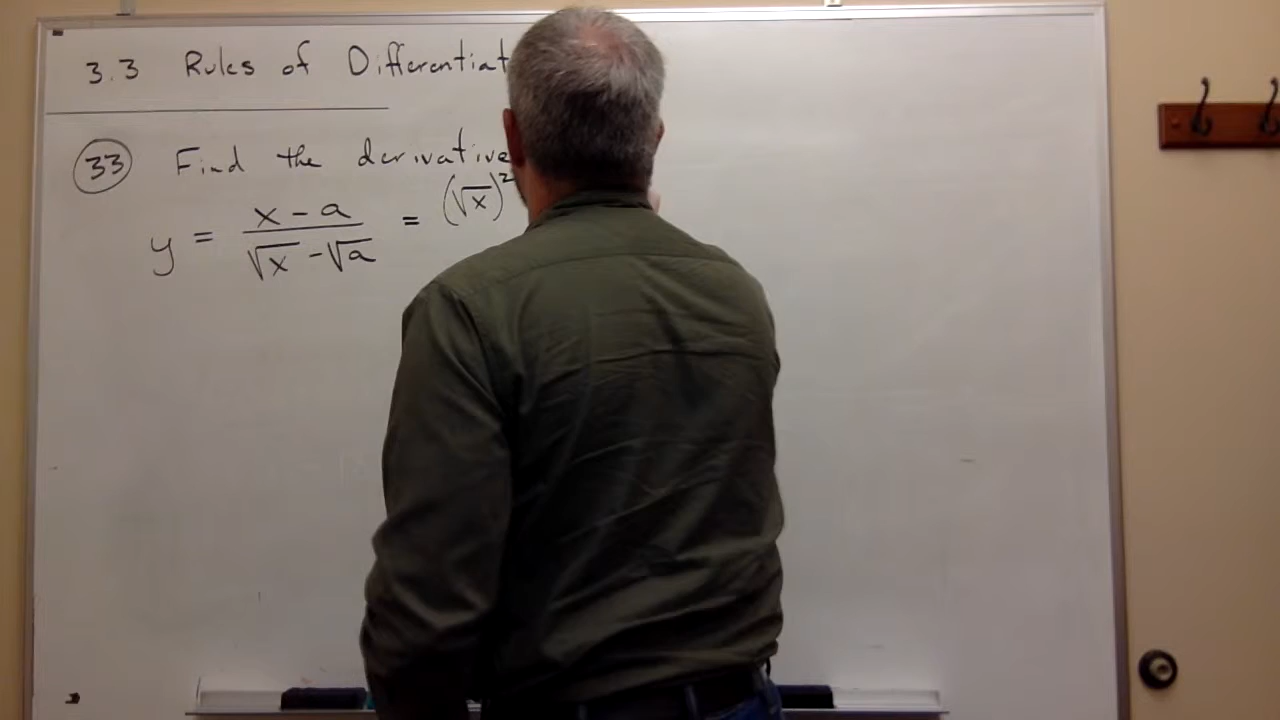 3.3 Rules of Differentiat
33 Find the derivative
y = (x - a)/(√x - √a) = (√x)²